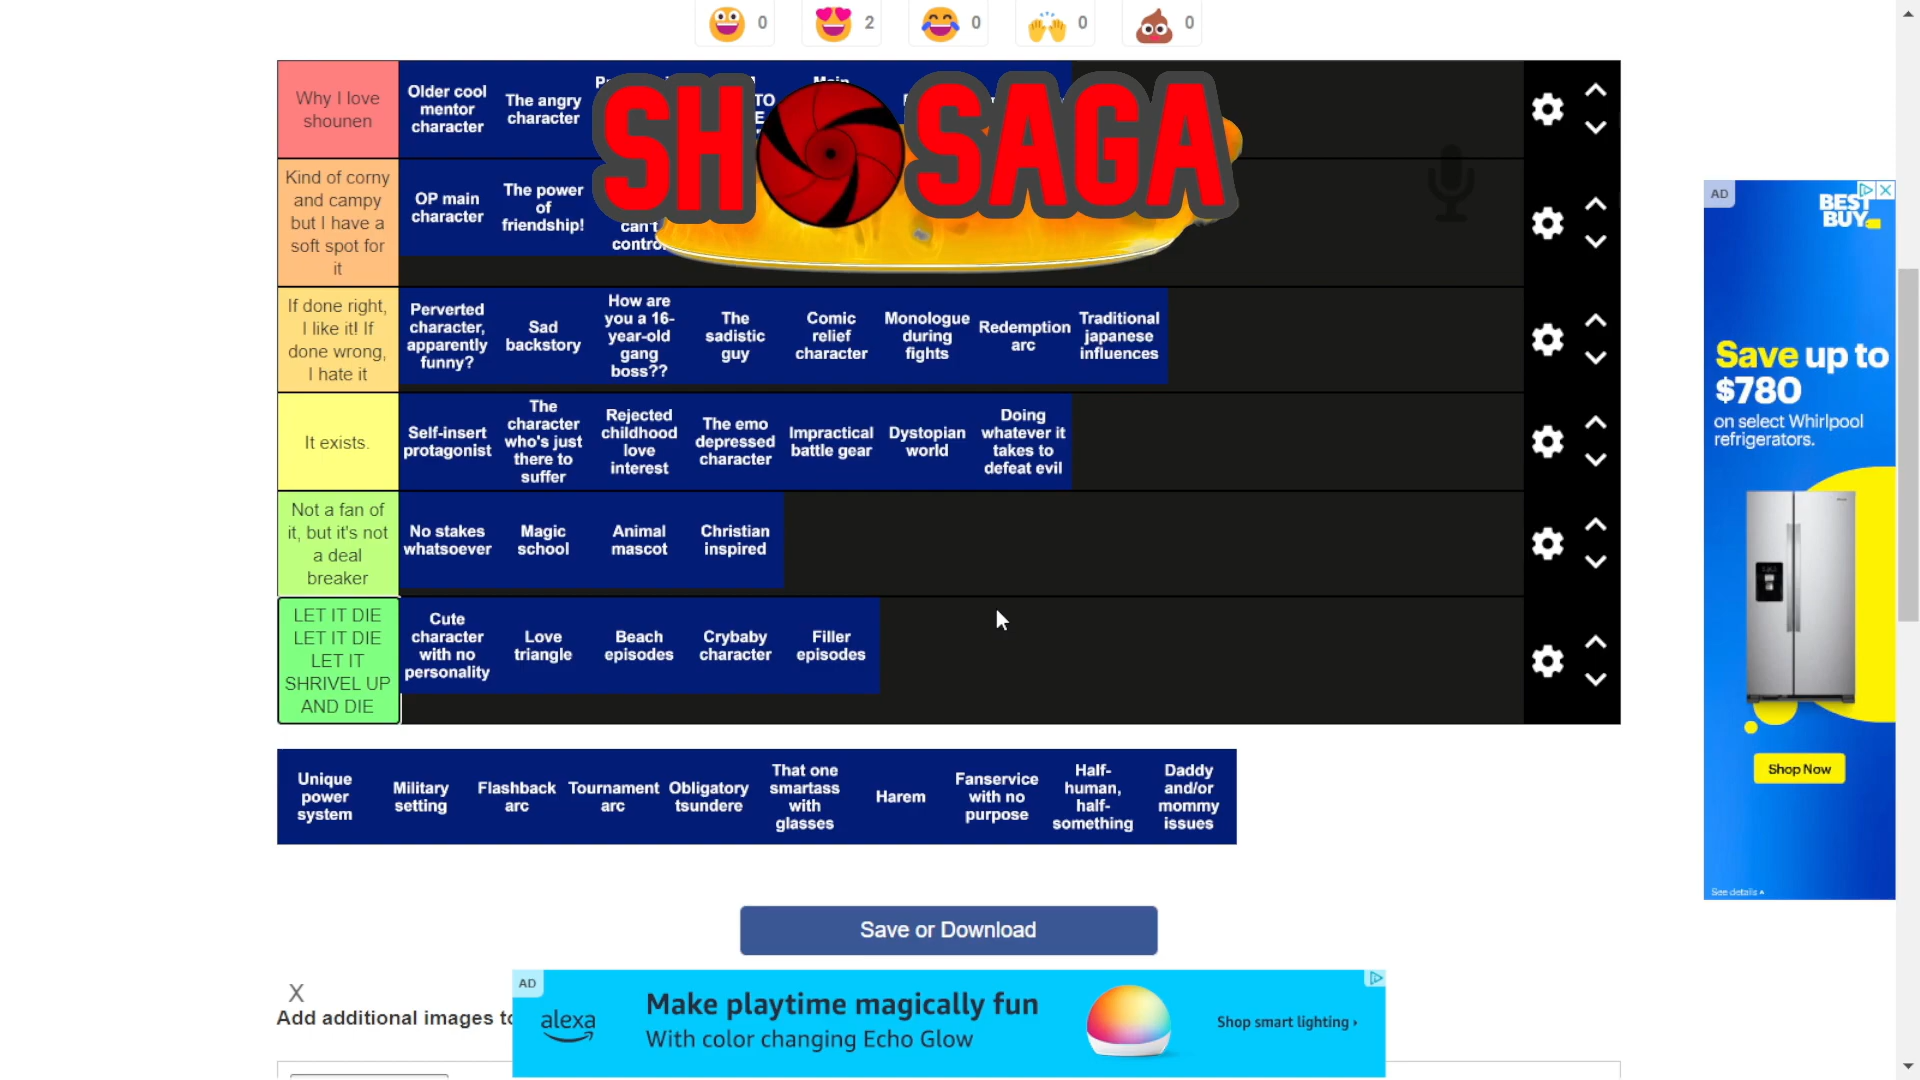 0
2
0
0
0
Why I love
shounen
Older cool
mentor
character
The angry
character
SH SAGA
Kind of corny
and campy
but I have a
soft spot for
it
OP main
character
The power
of
friendship!
can't
If done right,
I like it! If
done wrong,
I hate it
Perverted
character,
apparently
funny?
Sad
backstory
How are
you a 16-
year-old
gang
boss??
The
sadistic
guy
Comic
relief
character
Monologue
during
fights
Redemption
arc
Traditional
japanese
influences
It exists.
Self-insert
protagonist
The
character
who's just
there to
suffer
Rejected
childhood
love
interest
The emo
depressed
character
Impractical
battle gear
Dystopian
world
Doing
whatever it
takes to
defeat evil
Not a fan of
it, but it's not
a deal
breaker
No stakes
whatsoever
Magic
school
Animal
mascot
Christian
inspired
LET IT DIE
LET IT DIE
LET IT
SHRIVEL UP
AND DIE
Cute
character
with no
personality
Love
triangle
Beach
episodes
Crybaby
character
Filler
episodes
Unique
power
system
Military
setting
Flashback
arc
Tournament
arc
Obligatory
tsundere
That one
smartass
with
glasses
Harem
Fanservice
with no
purpose
Half-
human,
half-
something
Daddy
and/or
mommy
issues
Save or Download
X
Add additional images to
AD
alexa
Make playtime magically fun
With color changing Echo Glow
Shop smart lighting ›
AD
BEST
BUY
Save up to
$780
on select Whirlpool
refrigerators.
Shop Now
See details